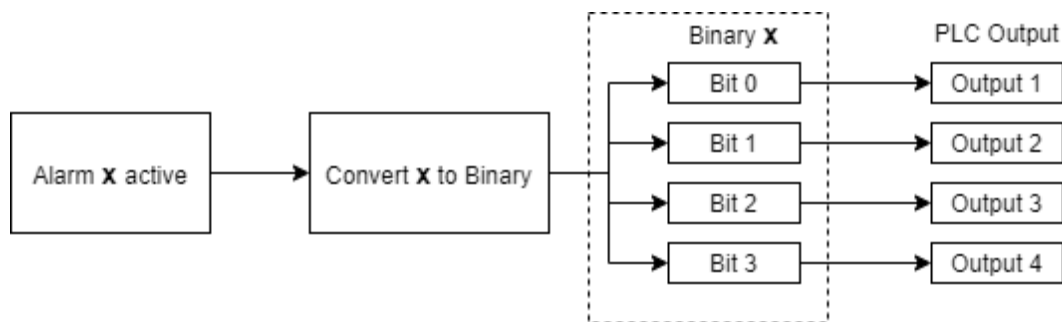 Alarm X active
Convert X to Binary
Binary X
Bit 0
Bit 1
Bit 2
Bit 3
PLC Output
Output 1
Output 2
Output 3
Output 4